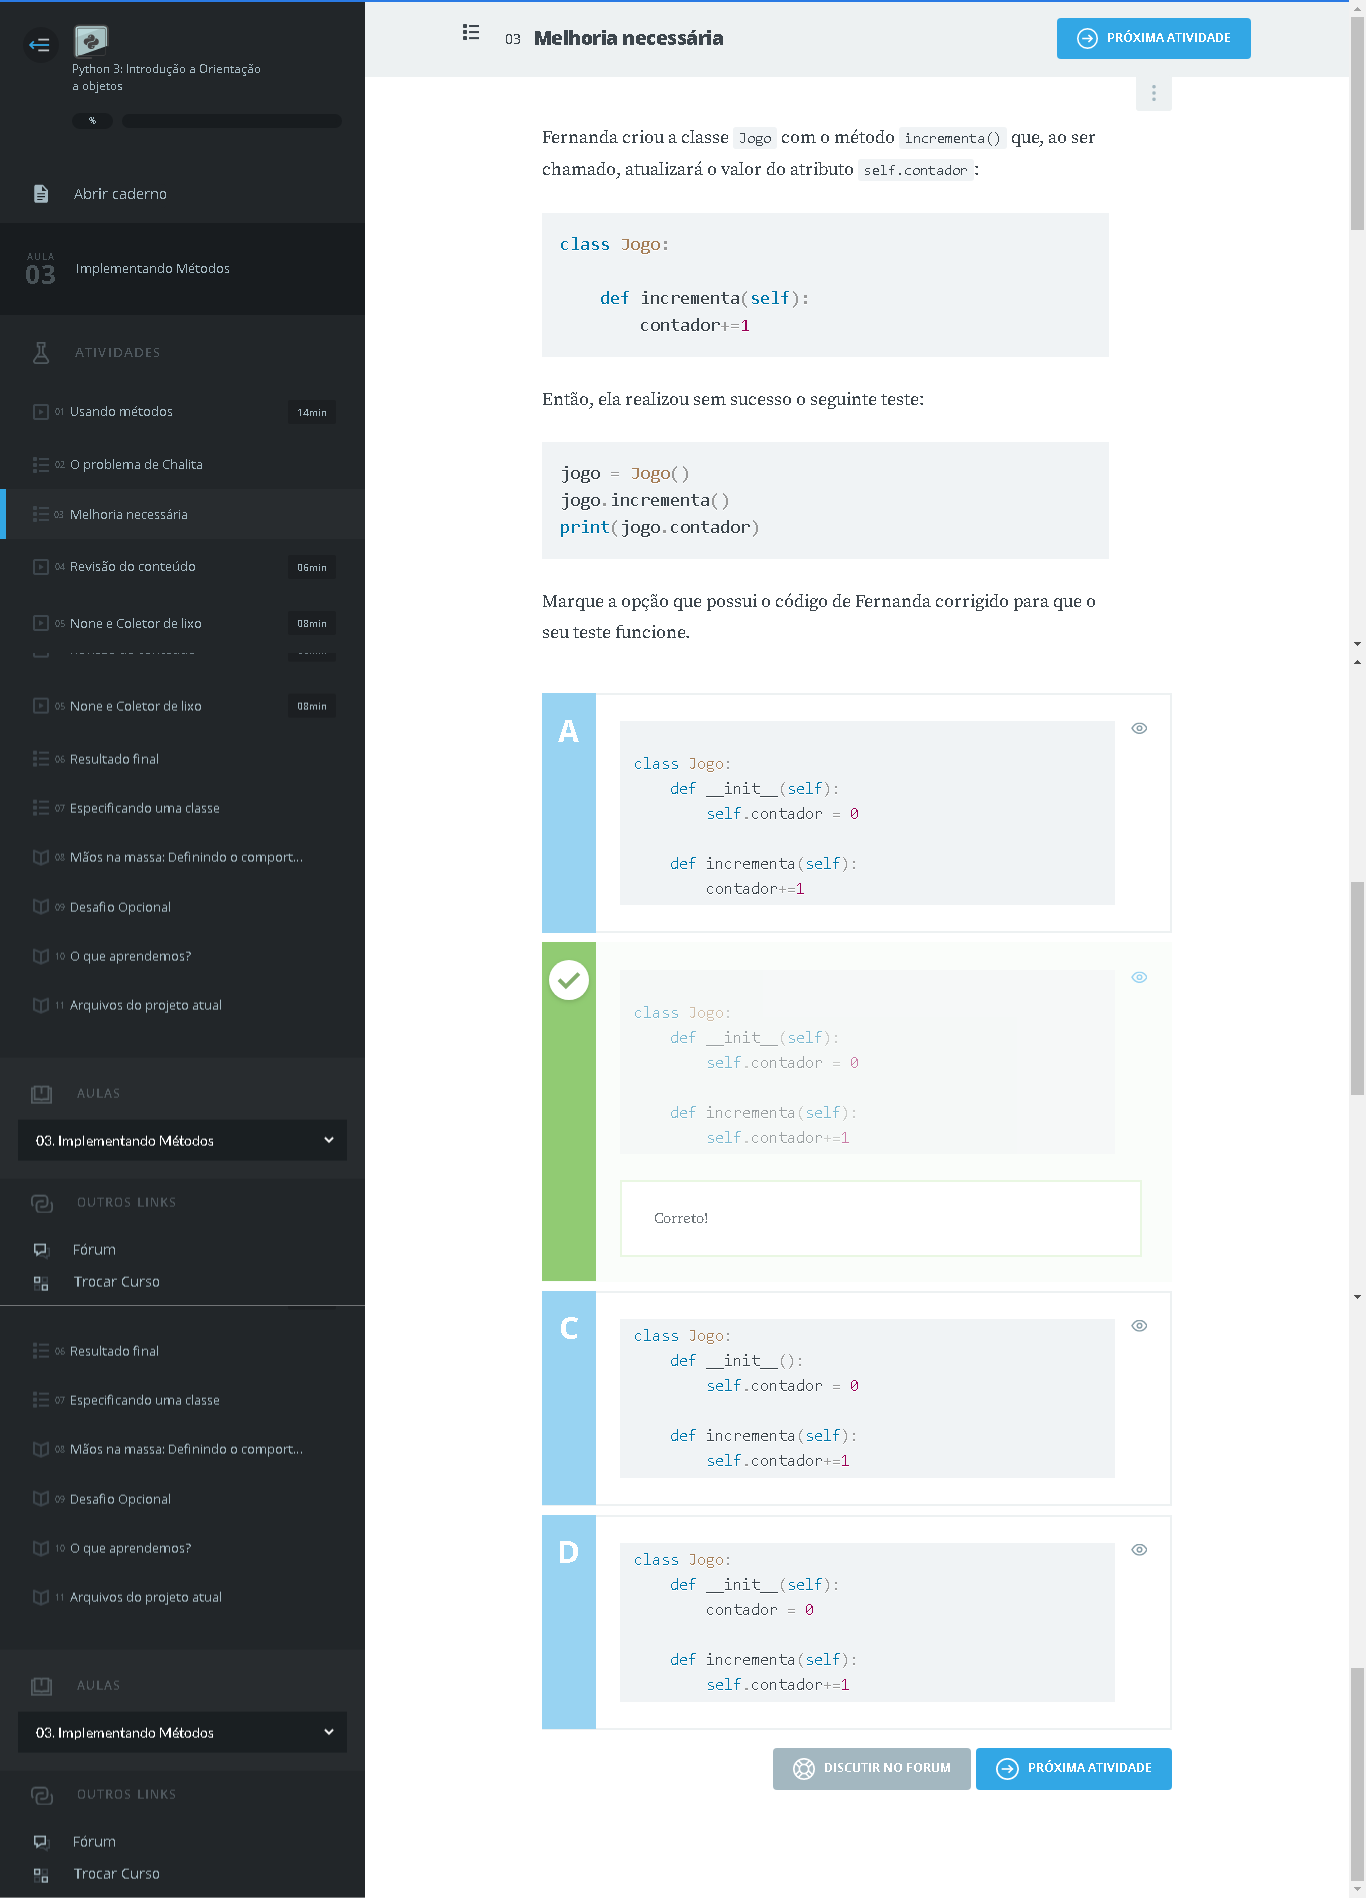 Python 3: Introdução a Orientação
a objetos
%
Abrir caderno
AULA
03
Implementando Métodos
ATIVIDADES
01 Usando métodos 14min
02 O problema de Chalita
03 Melhoria necessária
04 Revisão do conteúdo 06min
05 None e Coletor de lixo 08min
05 None e Coletor de lixo 08min
06 Resultado final
07 Especificando uma classe
08 Mãos na massa: Definindo o comport...
09 Desafio Opcional
10 O que aprendemos?
11 Arquivos do projeto atual
AULAS
03. Implementando Métodos
OUTROS LINKS
Fórum
Trocar Curso
06 Resultado final
07 Especificando uma classe
08 Mãos na massa: Definindo o comport...
09 Desafio Opcional
10 O que aprendemos?
11 Arquivos do projeto atual
AULAS
03. Implementando Métodos
OUTROS LINKS
Fórum
Trocar Curso
03 Melhoria necessária
PRÓXIMA ATIVIDADE
Fernanda criou a classe Jogo com o método incrementa() que, ao ser
chamado, atualizará o valor do atributo self.contador:
class Jogo:
def incrementa(self):
contador+=1
Então, ela realizou sem sucesso o seguinte teste:
jogo = Jogo()
jogo.incrementa()
print(jogo.contador)
Marque a opção que possui o código de Fernanda corrigido para que o
seu teste funcione.
A
class Jogo:
def __init__(self):
self.contador = 0
def incrementa(self):
contador+=1
class Jogo:
def __init__(self):
self.contador = 0
def incrementa(self):
self.contador+=1
Correto!
C
class Jogo:
def __init__():
self.contador = 0
def incrementa(self):
self.contador+=1
D
class Jogo:
def __init__(self):
contador = 0
def incrementa(self):
self.contador+=1
DISCUTIR NO FORUM
PRÓXIMA ATIVIDADE